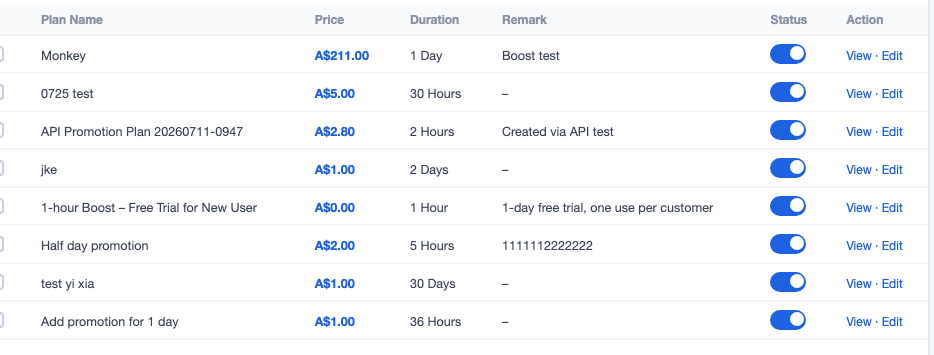 Plan Name Price Duration Remark Status Action
Monkey A$211.00 1 Day Boost test View · Edit
0725 test A$5.00 30 Hours – View · Edit
API Promotion Plan 20260711-0947 A$2.80 2 Hours Created via API test View · Edit
jke A$1.00 2 Days – View · Edit
1-hour Boost – Free Trial for New User A$0.00 1 Hour 1-day free trial, one use per customer View · Edit
Half day promotion A$2.00 5 Hours 1111112222222 View · Edit
test yi xia A$1.00 30 Days – View · Edit
Add promotion for 1 day A$1.00 36 Hours – View · Edit